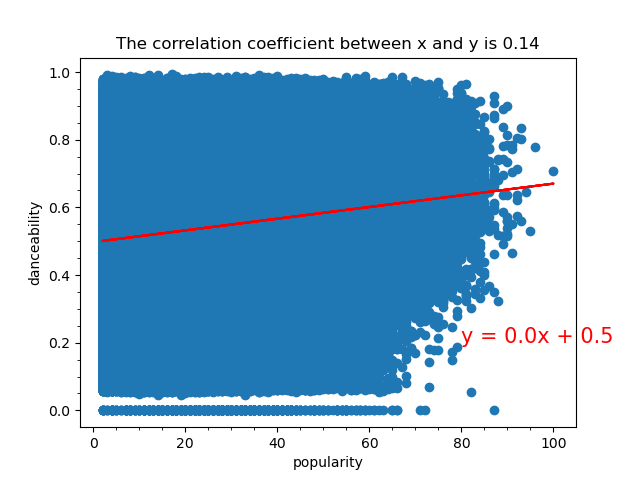 The correlation coefficient between x and y is 0.14
1.0
0.8
0.6
0.4
0.2
0.0
danceability
y = 0.0x + 0.5
0 20 40 60 80 100
popularity